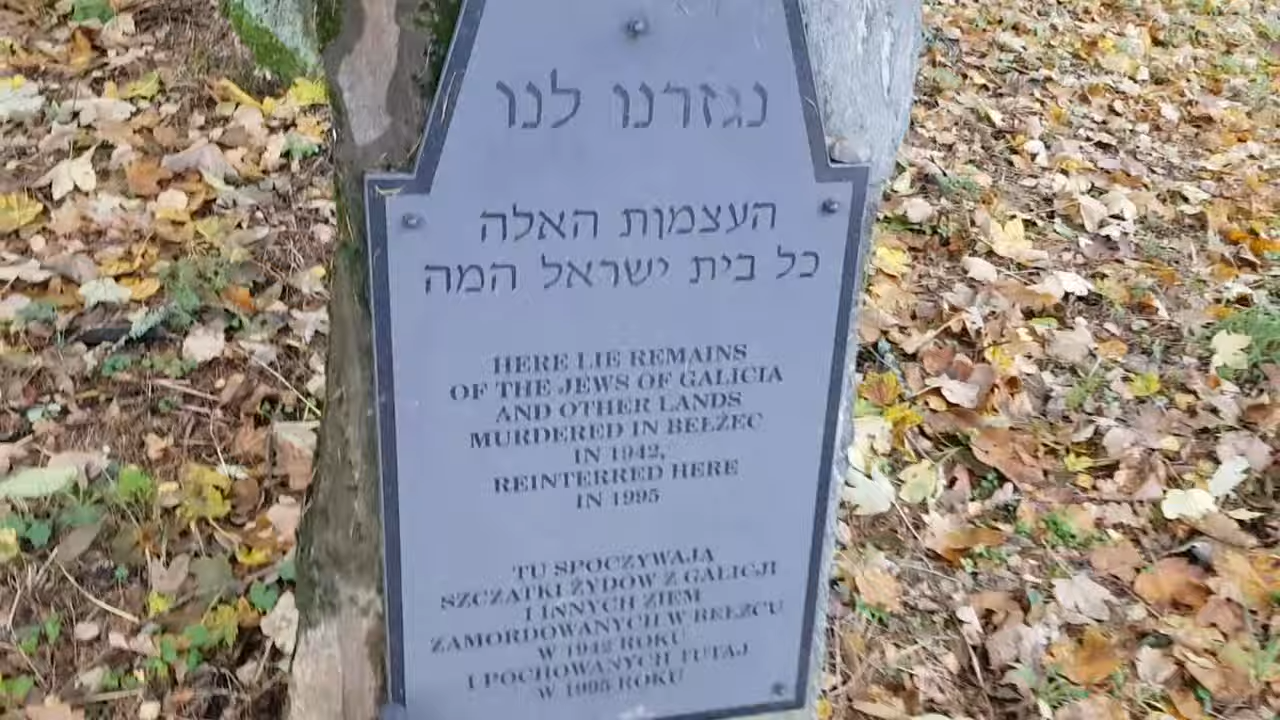 נגזרנו לנו
העצמות האלה
כל בית ישראל המה
HERE LIE REMAINS
OF THE JEWS OF GALICIA
AND OTHER LANDS
MURDERED IN BEŁŻEC
IN 1942,
REINTERRED HERE
IN 1995
TU SPOCZYWAJĄ
SZCZATKI ŻYDÓW Z GALICJI
I INNYCH ZIEM
ZAMORDOWANYCH W BEŁŻCU
W 1942 ROKU
I POCHOWANYCH TUTAJ
W 1995 ROKU